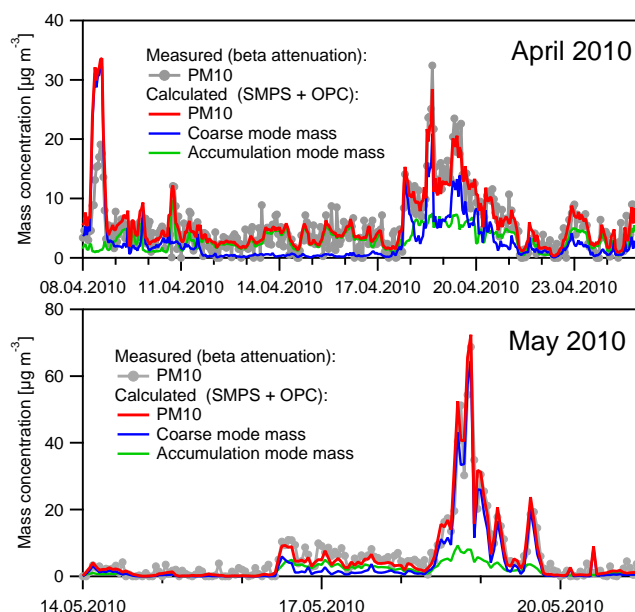 40
30
20
10
0
Mass concentration [µg m⁻³]
April 2010
Measured (beta attenuation):
PM10
Calculated (SMPS + OPC):
PM10
Coarse mode mass
Accumulation mode mass
08.04.2010 11.04.2010 14.04.2010 17.04.2010 20.04.2010 23.04.2010
80
60
40
20
0
Mass concentration [µg m⁻³]
May 2010
Measured (beta attenuation):
PM10
Calculated (SMPS + OPC):
PM10
Coarse mode mass
Accumulation mode mass
14.05.2010 17.05.2010 20.05.2010